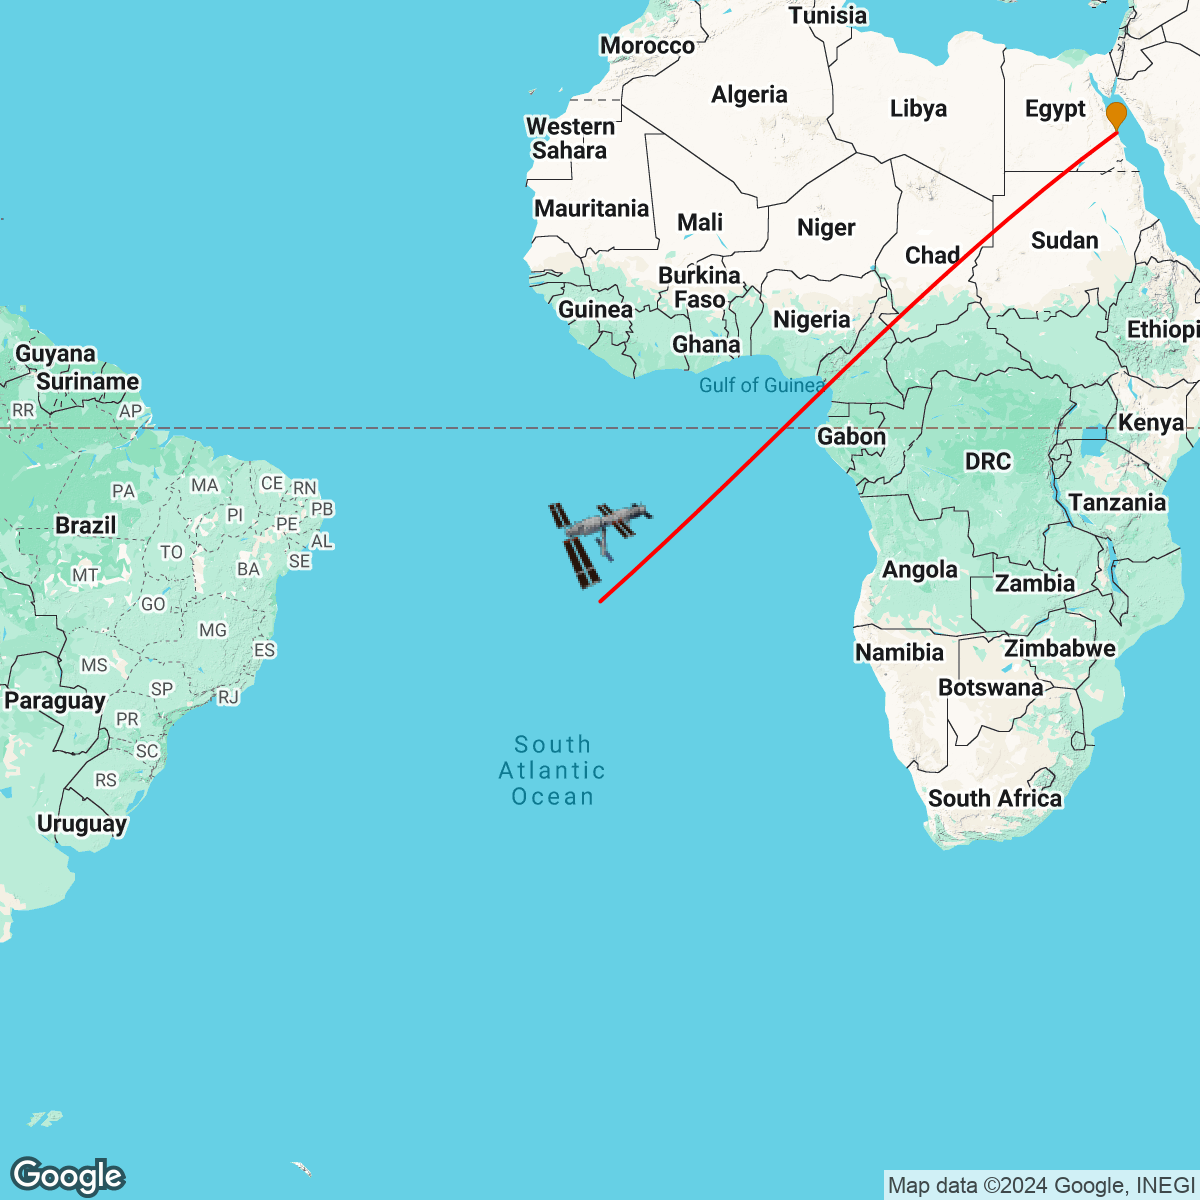 Tunisia
Morocco
Algeria
Libya
Egypt
Western
Sahara
Mauritania
Mali
Niger
Chad
Sudan
Burkina
Faso
Guinea
Nigeria
Ghana
Ethiopi
Guyana
Suriname
RR
AP
Gulf of Guinea
Gabon
Kenya
DRC
PA
MA
CE
RN
PB
PI
PE
AL
Brazil
TO
SE
BA
MT
GO
MG
ES
MS
SP
RJ
Paraguay
PR
SC
RS
Uruguay
Tanzania
Angola
Zambia
Namibia
Zimbabwe
Botswana
South Africa
South
Atlantic
Ocean
Google
Map data ©2024 Google, INEGI